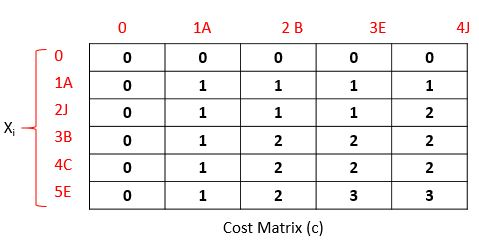 0 1A 2 B 3E 4J
0 0 0 0 0 0
1A 0 1 1 1 1
2J 0 1 1 1 2
Xi 3B 0 1 2 2 2
4C 0 1 2 2 2
5E 0 1 2 3 3
Cost Matrix (c)